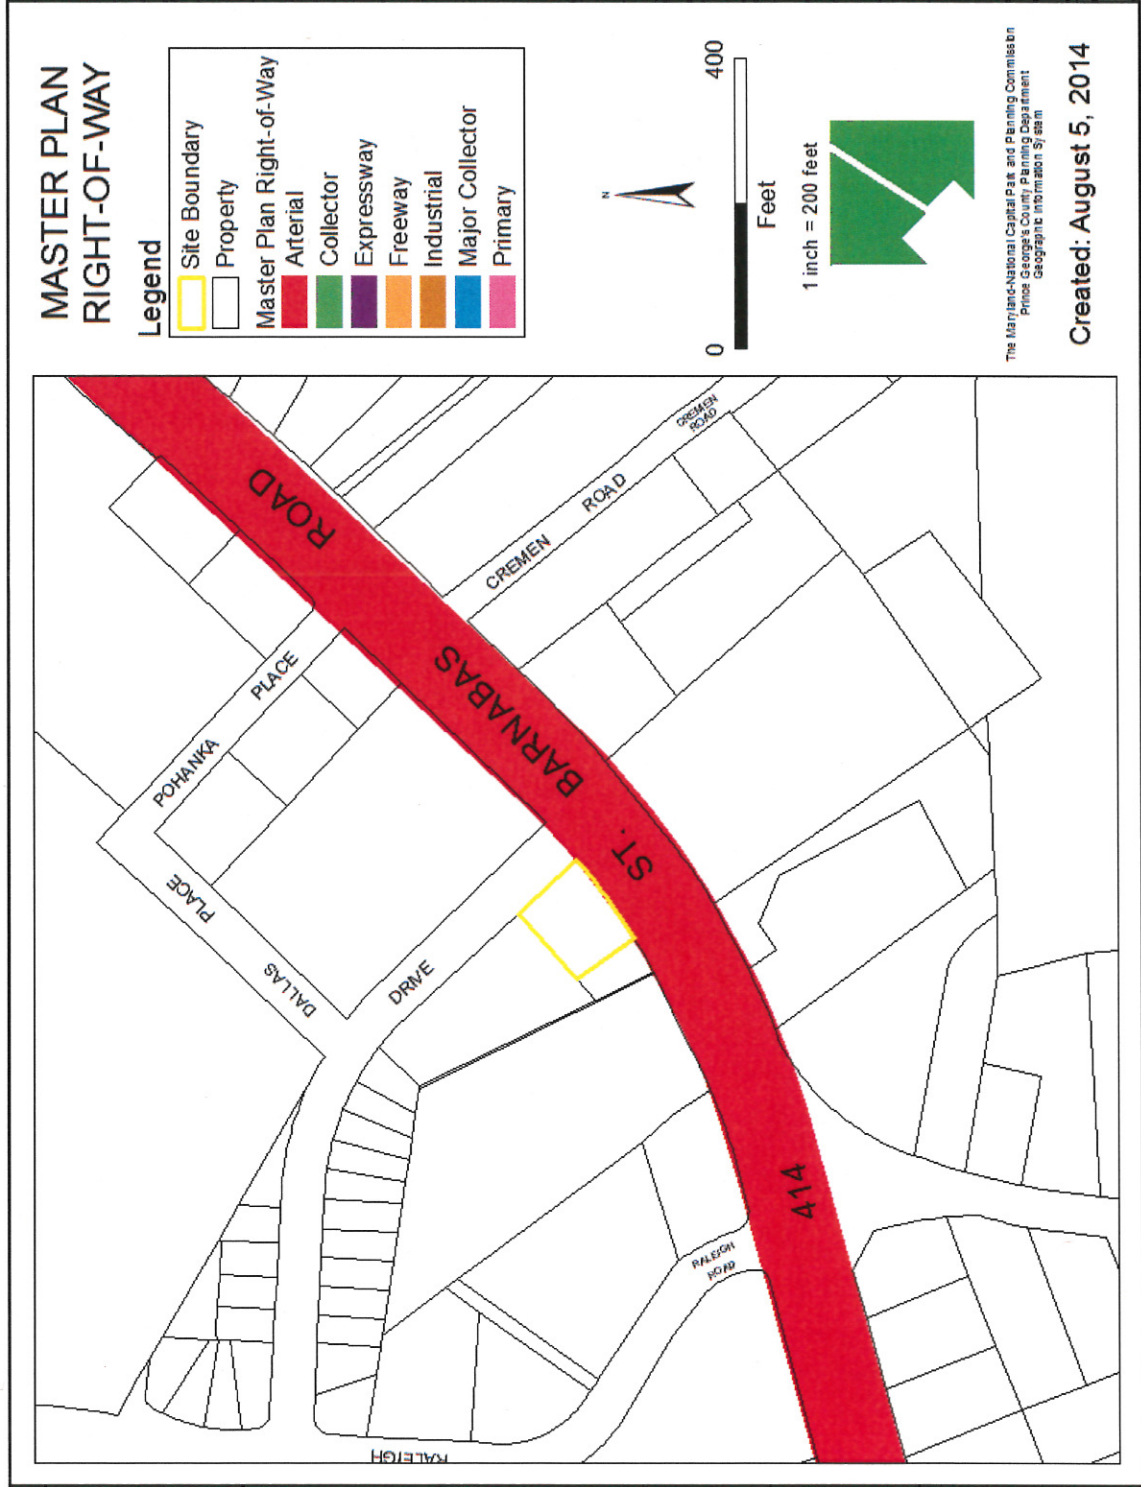 MASTER PLAN
RIGHT-OF-WAY
Legend
Site Boundary
Property
Master Plan Right-of-Way
Arterial
Collector
Expressway
Freeway
Industrial
Major Collector
Primary
N
0
400
Feet
1 inch = 200 feet
The Maryland-National Capital Park and Planning Commission
Prince George's County Planning Department
Geographic Information System
Created: August 5, 2014
ROAD
BARNABAS
ST.
414
POHANKA
PLACE
DALLAS
PLACE
DRIVE
CREMEN
ROAD
CREMEN
ROAD
RALEIGH
ROAD
RALEIGH